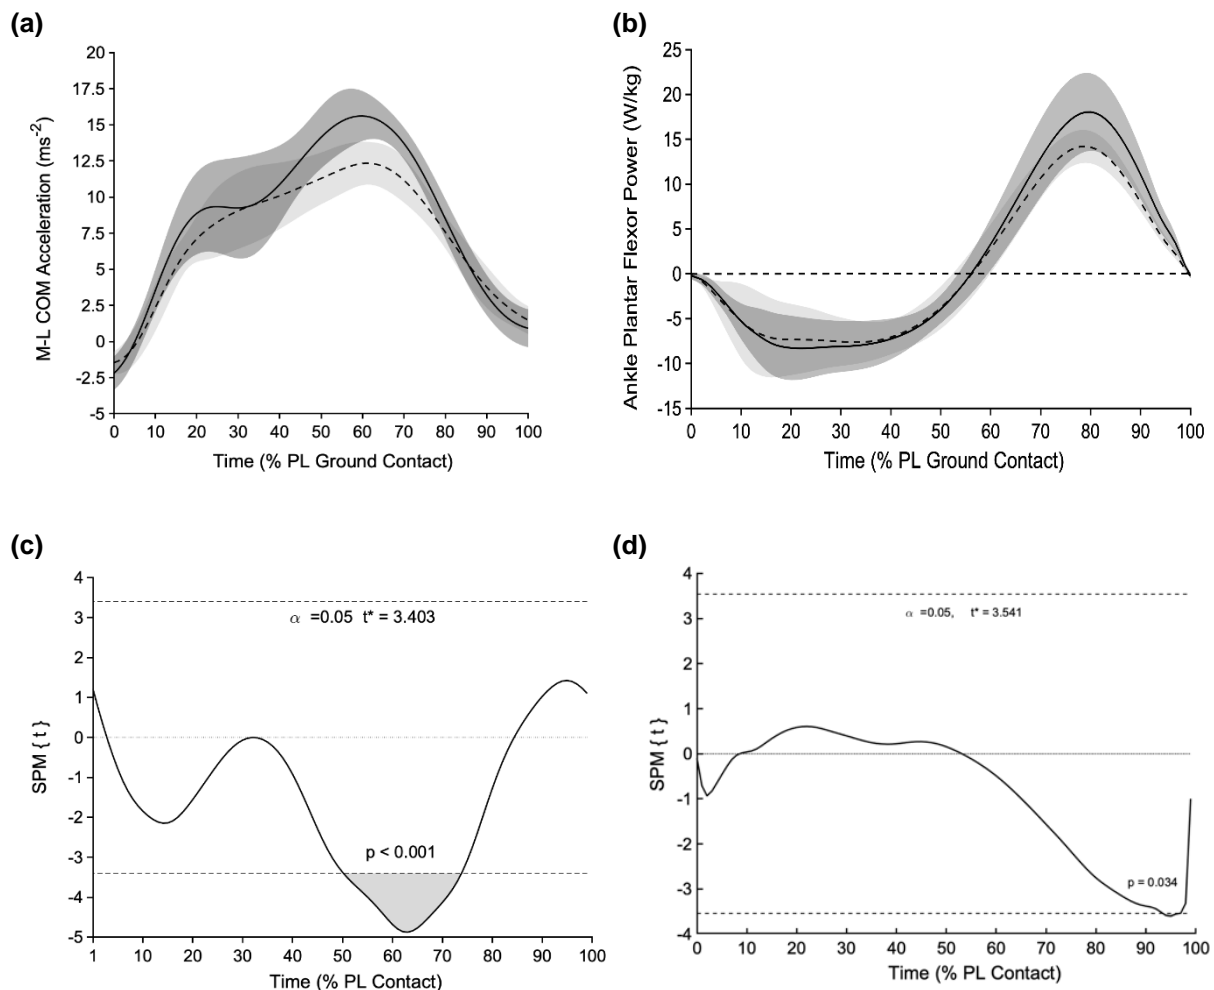 (a)
M-L COM Acceleration (ms-2)
20
17.5
15
12.5
10
7.5
5
2.5
0
-2.5
-5
0 10 20 30 40 50 60 70 80 90 100
Time (% PL Ground Contact)
(b)
Ankle Plantar Flexor Power (W/kg)
25
20
15
10
5
0
-5
-10
-15
0 10 20 30 40 50 60 70 80 90 100
Time (% PL Ground Contact)
(c)
SPM { t }
4
3
2
1
0
-1
-2
-3
-4
-5
α =0.05 t* = 3.403
p < 0.001
1 10 20 30 40 50 60 70 80 90 100
Time (% PL Contact)
(d)
SPM { t }
4
3
2
1
0
-1
-2
-3
-4
α =0.05, t* = 3.541
p = 0.034
0 10 20 30 40 50 60 70 80 90 100
Time (% PL Contact)